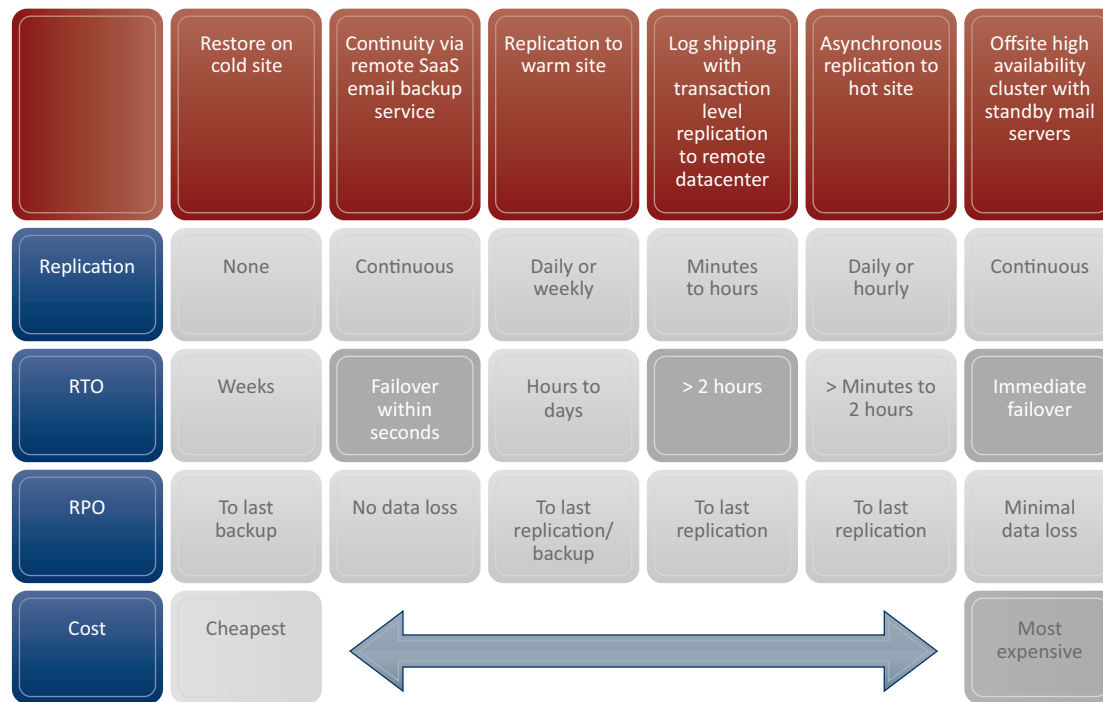 Restore on
cold site
Continuity via
remote SaaS
email backup
service
Replication to
warm site
Log shipping
with
transaction
level
replication
to remote
datacenter
Asynchronous
replication to
hot site
Offsite high
availability
cluster with
standby mail
servers
Replication
None
Continuous
Daily or
weekly
Minutes
to hours
Daily or
hourly
Continuous
RTO
Weeks
Failover
within
seconds
Hours to
days
> 2 hours
> Minutes to
2 hours
Immediate
failover
RPO
To last
backup
No data loss
To last
replication/
backup
To last
replication
To last
replication
Minimal
data loss
Cost
Cheapest
Most
expensive